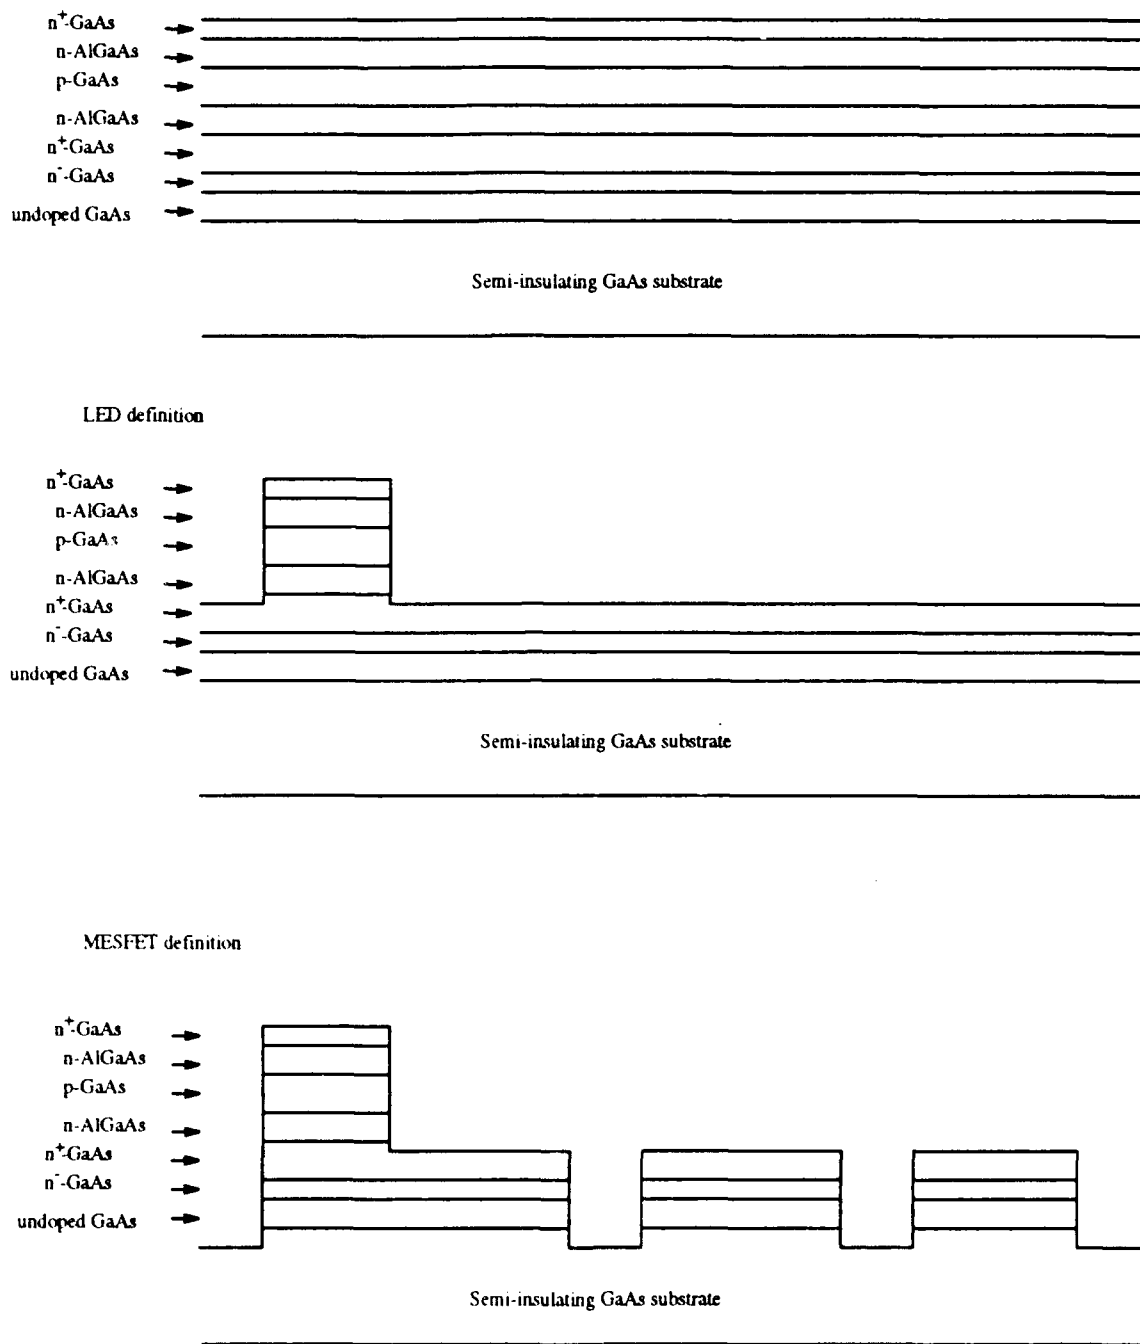 n⁺-GaAs
n-AlGaAs
p-GaAs
n-AlGaAs
n⁺-GaAs
n⁻-GaAs
undoped GaAs
Semi-insulating GaAs substrate
LED definition
n⁺-GaAs
n-AlGaAs
p-GaAs
n-AlGaAs
n⁺-GaAs
n⁻-GaAs
undoped GaAs
Semi-insulating GaAs substrate
MESFET definition
n⁺-GaAs
n-AlGaAs
p-GaAs
n-AlGaAs
n⁺-GaAs
n⁻-GaAs
undoped GaAs
Semi-insulating GaAs substrate